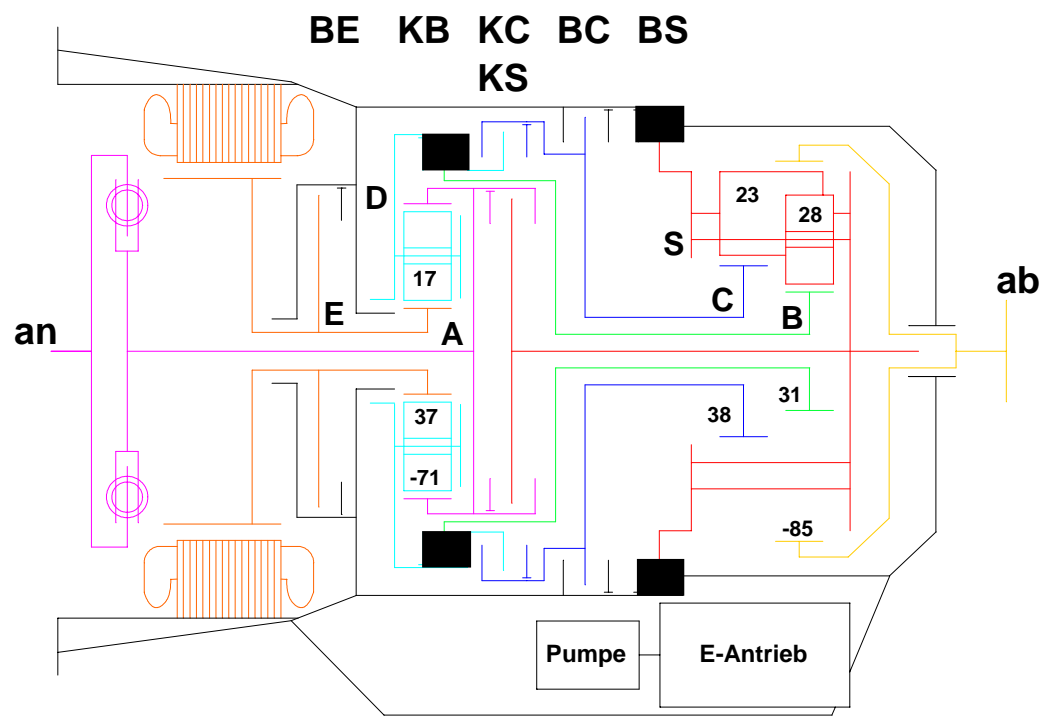 BE KB KC BC BS
KS
D
23
28
S
17
C
B
ab
E
an
A
31
37
38
-71
-85
Pumpe
E-Antrieb